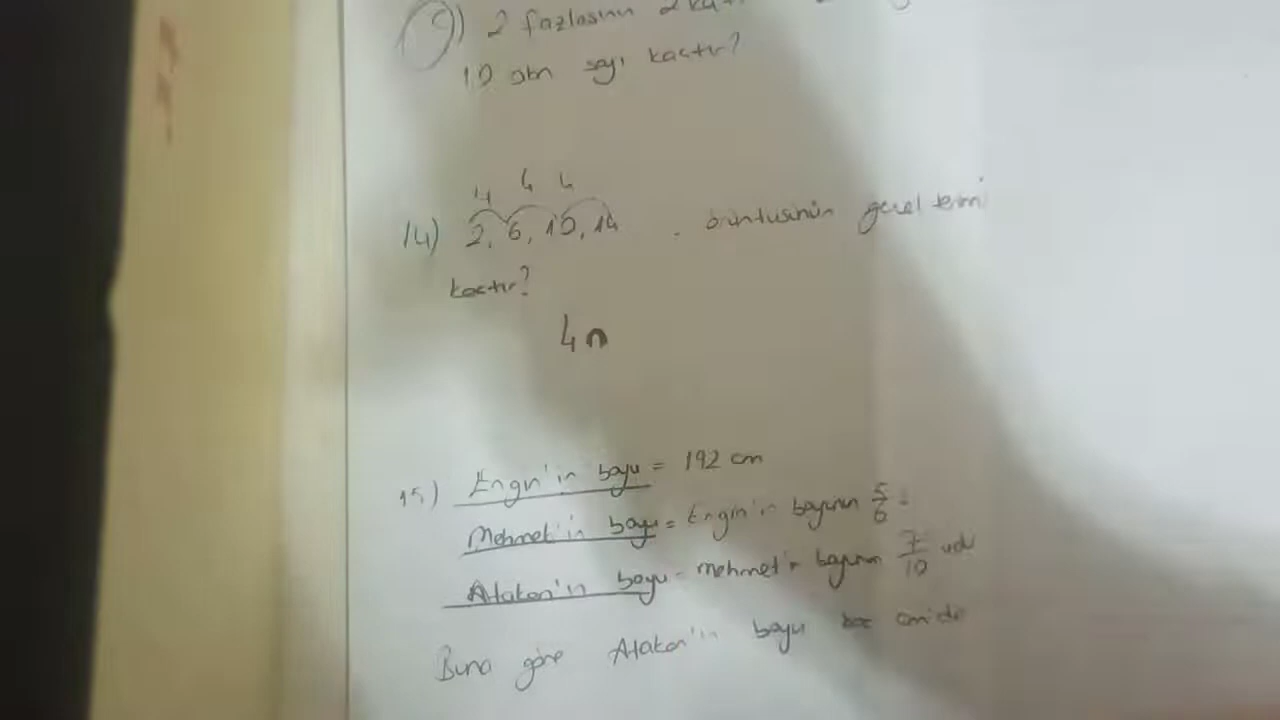 2 fazlasının 2
10 olan sayı kaçtır?
4 4 4
14) 2, 6, 10, 14 . örüntüsünün genel terimi
kaçtır?
4n
15) Engin'in boyu = 192 cm
Mehmet'in boyu = Engin'in boyunun 5/6
Atakan'ın boyu - mehmet'in boyunun 7/10
Buna göre Atakan'ın boyu kaç cm'dir